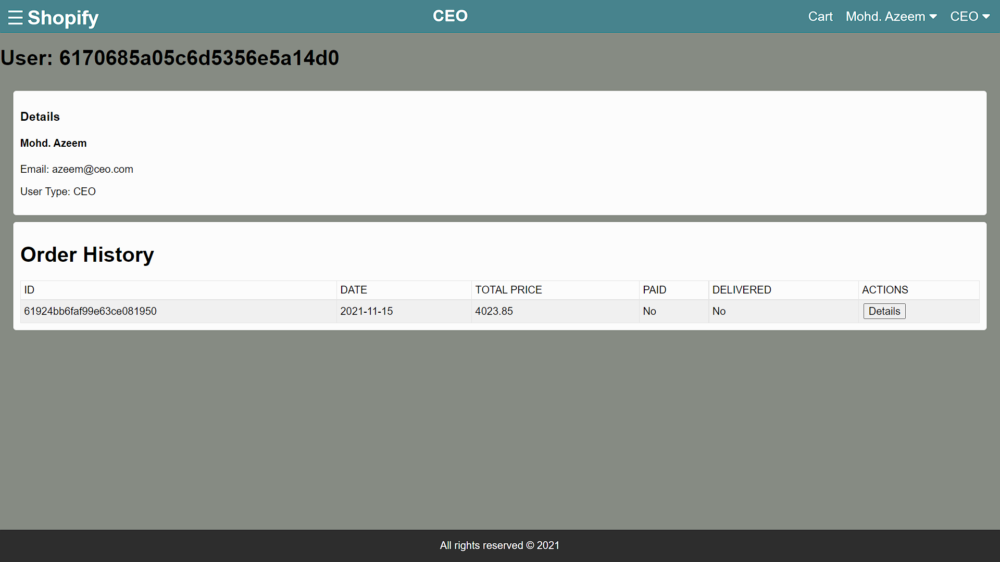 ☰ Shopify CEO Cart Mohd. Azeem CEO
User: 6170685a05c6d5356e5a14d0
Details
Mohd. Azeem
Email: azeem@ceo.com
User Type: CEO
Order History
ID DATE TOTAL PRICE PAID DELIVERED ACTIONS
61924bb6faf99e63ce081950 2021-11-15 4023.85 No No Details
All rights reserved © 2021